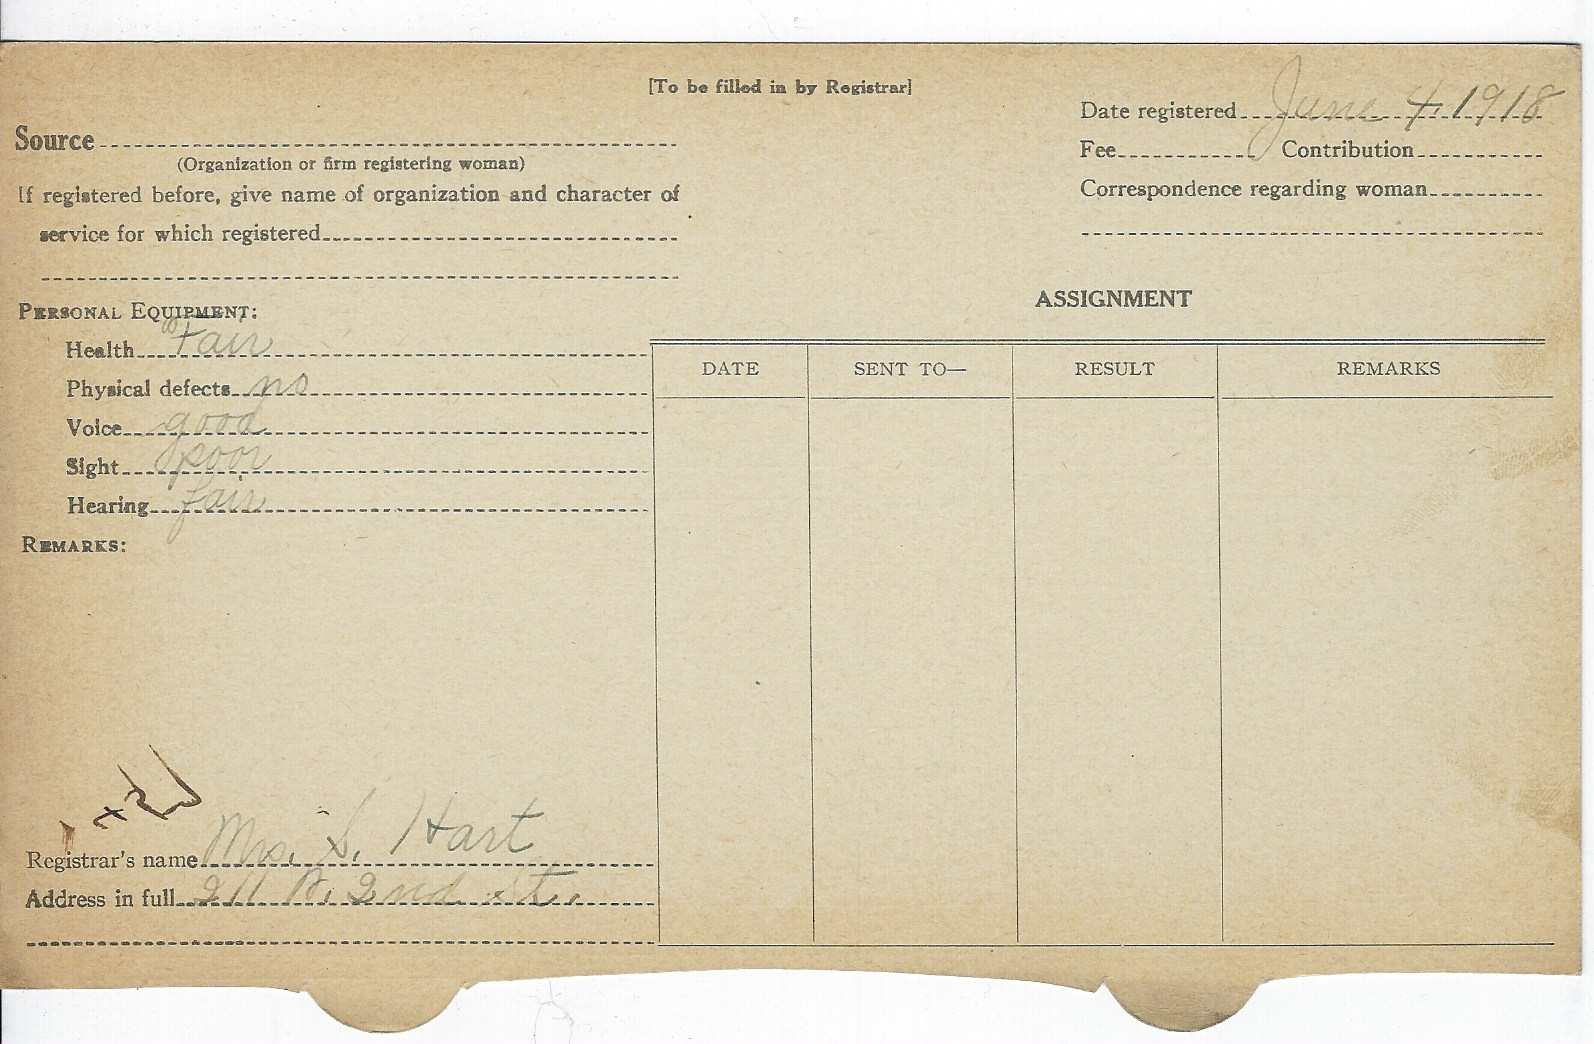 [To be filled in by Registrar]
Date registered June 4, 1918
Source
(Organization or firm registering woman)
Fee Contribution
If registered before, give name of organization and character of
Correspondence regarding woman
service for which registered
ASSIGNMENT
PERSONAL EQUIPMENT:
Health Fair
DATE SENT TO— RESULT REMARKS
Physical defects no
Voice good
Sight poor
Hearing fair
REMARKS:
Registrar's name Mrs. S. Hart
Address in full 211 2nd st.